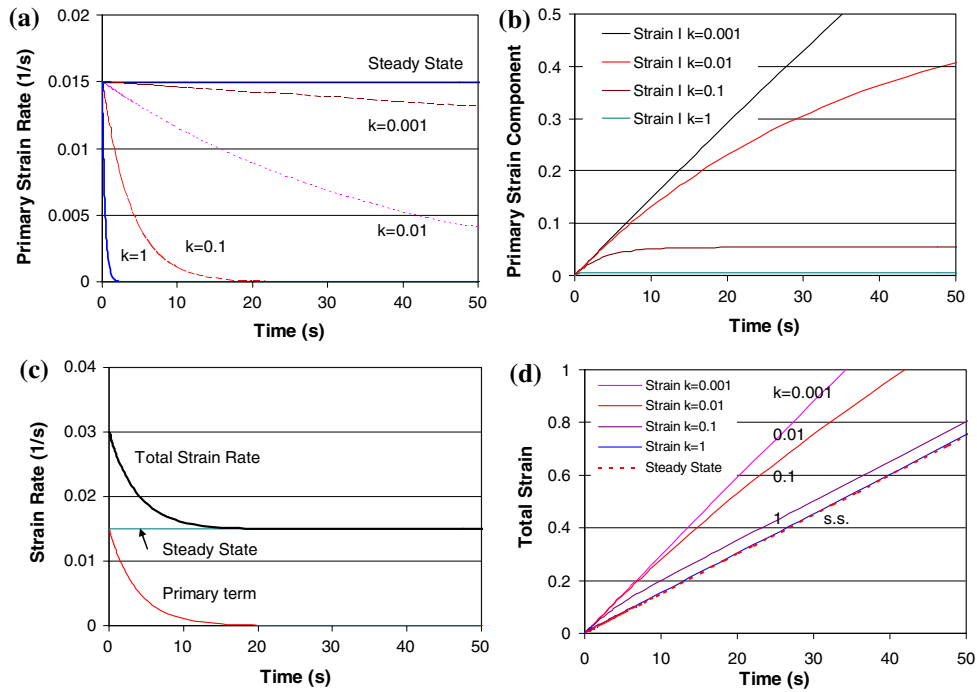 (a)
0.02
0.015
0.01
0.005
0
Primary Strain Rate (1/s)
Steady State
k=0.001
k=0.01
k=0.1
k=1
0 10 20 30 40 50
Time (s)
(b)
0.5
0.4
0.3
0.2
0.1
0
Primary Strain Component
Strain I k=0.001
Strain I k=0.01
Strain I k=0.1
Strain I k=1
0 10 20 30 40 50
Time (s)
(c)
0.04
0.03
0.02
0.01
0
Strain Rate (1/s)
Total Strain Rate
Steady State
Primary term
0 10 20 30 40 50
Time (s)
(d)
1
0.8
0.6
0.4
0.2
0
Total Strain
Strain k=0.001
Strain k=0.01
Strain k=0.1
Strain k=1
Steady State
k=0.001
0.01
0.1
1
s.s.
0 10 20 30 40 50
Time (s)